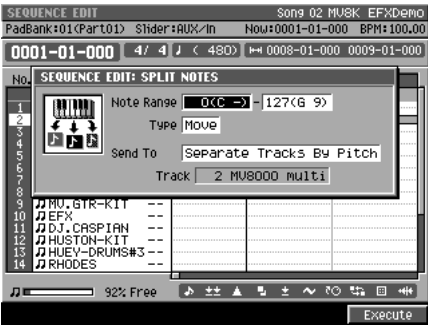 SEQUENCE EDIT Song 02 MV8K EFXDemo
PadBank:01(Part01) Slider:AUX/In Now:0001-01-000 BPM:100.00
0001-01-000 4/ 4 ♩ ( 480) 0008-01-000 0009-01-000
No.
SEQUENCE EDIT: SPLIT NOTES
Note Range 0(C -) - 127(G 9)
Type Move
Send To Separate Tracks By Pitch
Track 2 MV8000 multi
1
2
3
4
5
6
7
8
9 MU.GTR-KIT --
10 EFX --
11 DJ.CASPIAN --
12 HUSTON-KIT --
13 HUEY-DRUMS#3 --
14 RHODES --
92% Free
Execute